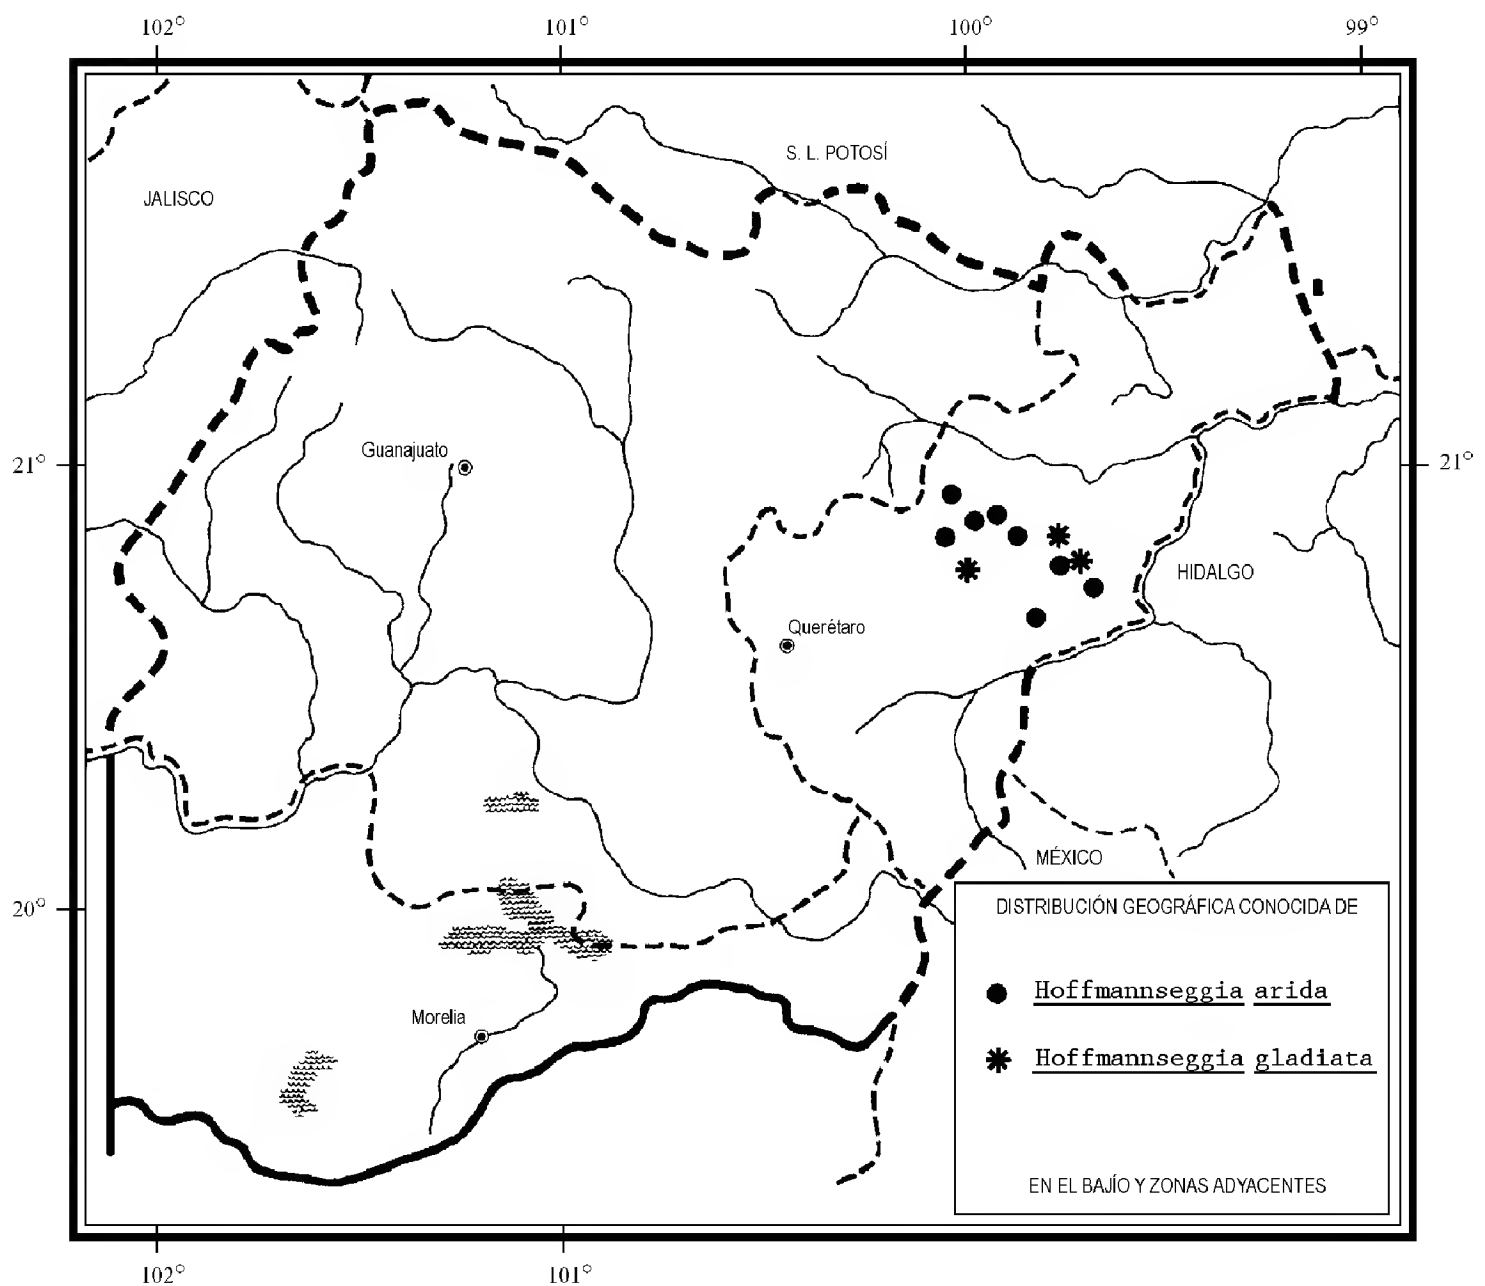 102° 101° 100° 99°
S. L. POTOSÍ
JALISCO
Guanajuato
21° 21°
HIDALGO
Querétaro
MÉXICO
20°
DISTRIBUCIÓN GEOGRÁFICA CONOCIDA DE
Hoffmannseggia arida
Morelia
Hoffmannseggia gladiata
EN EL BAJÍO Y ZONAS ADYACENTES
102° 101°